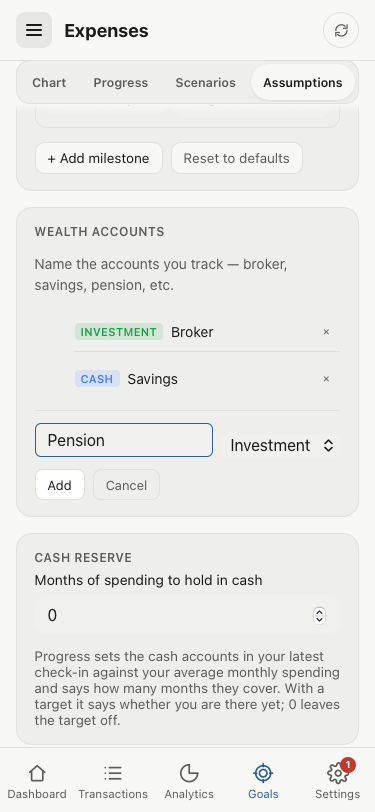 Expenses
Chart Progress Scenarios Assumptions
+ Add milestone Reset to defaults
WEALTH ACCOUNTS
Name the accounts you track — broker,
savings, pension, etc.
INVESTMENT Broker ×
CASH Savings ×
Pension Investment
Add Cancel
CASH RESERVE
Months of spending to hold in cash
0
Progress sets the cash accounts in your latest
check-in against your average monthly spending
and says how many months they cover. With a
target it says whether you are there yet; 0 leaves
the target off.
1
Dashboard Transactions Analytics Goals Settings